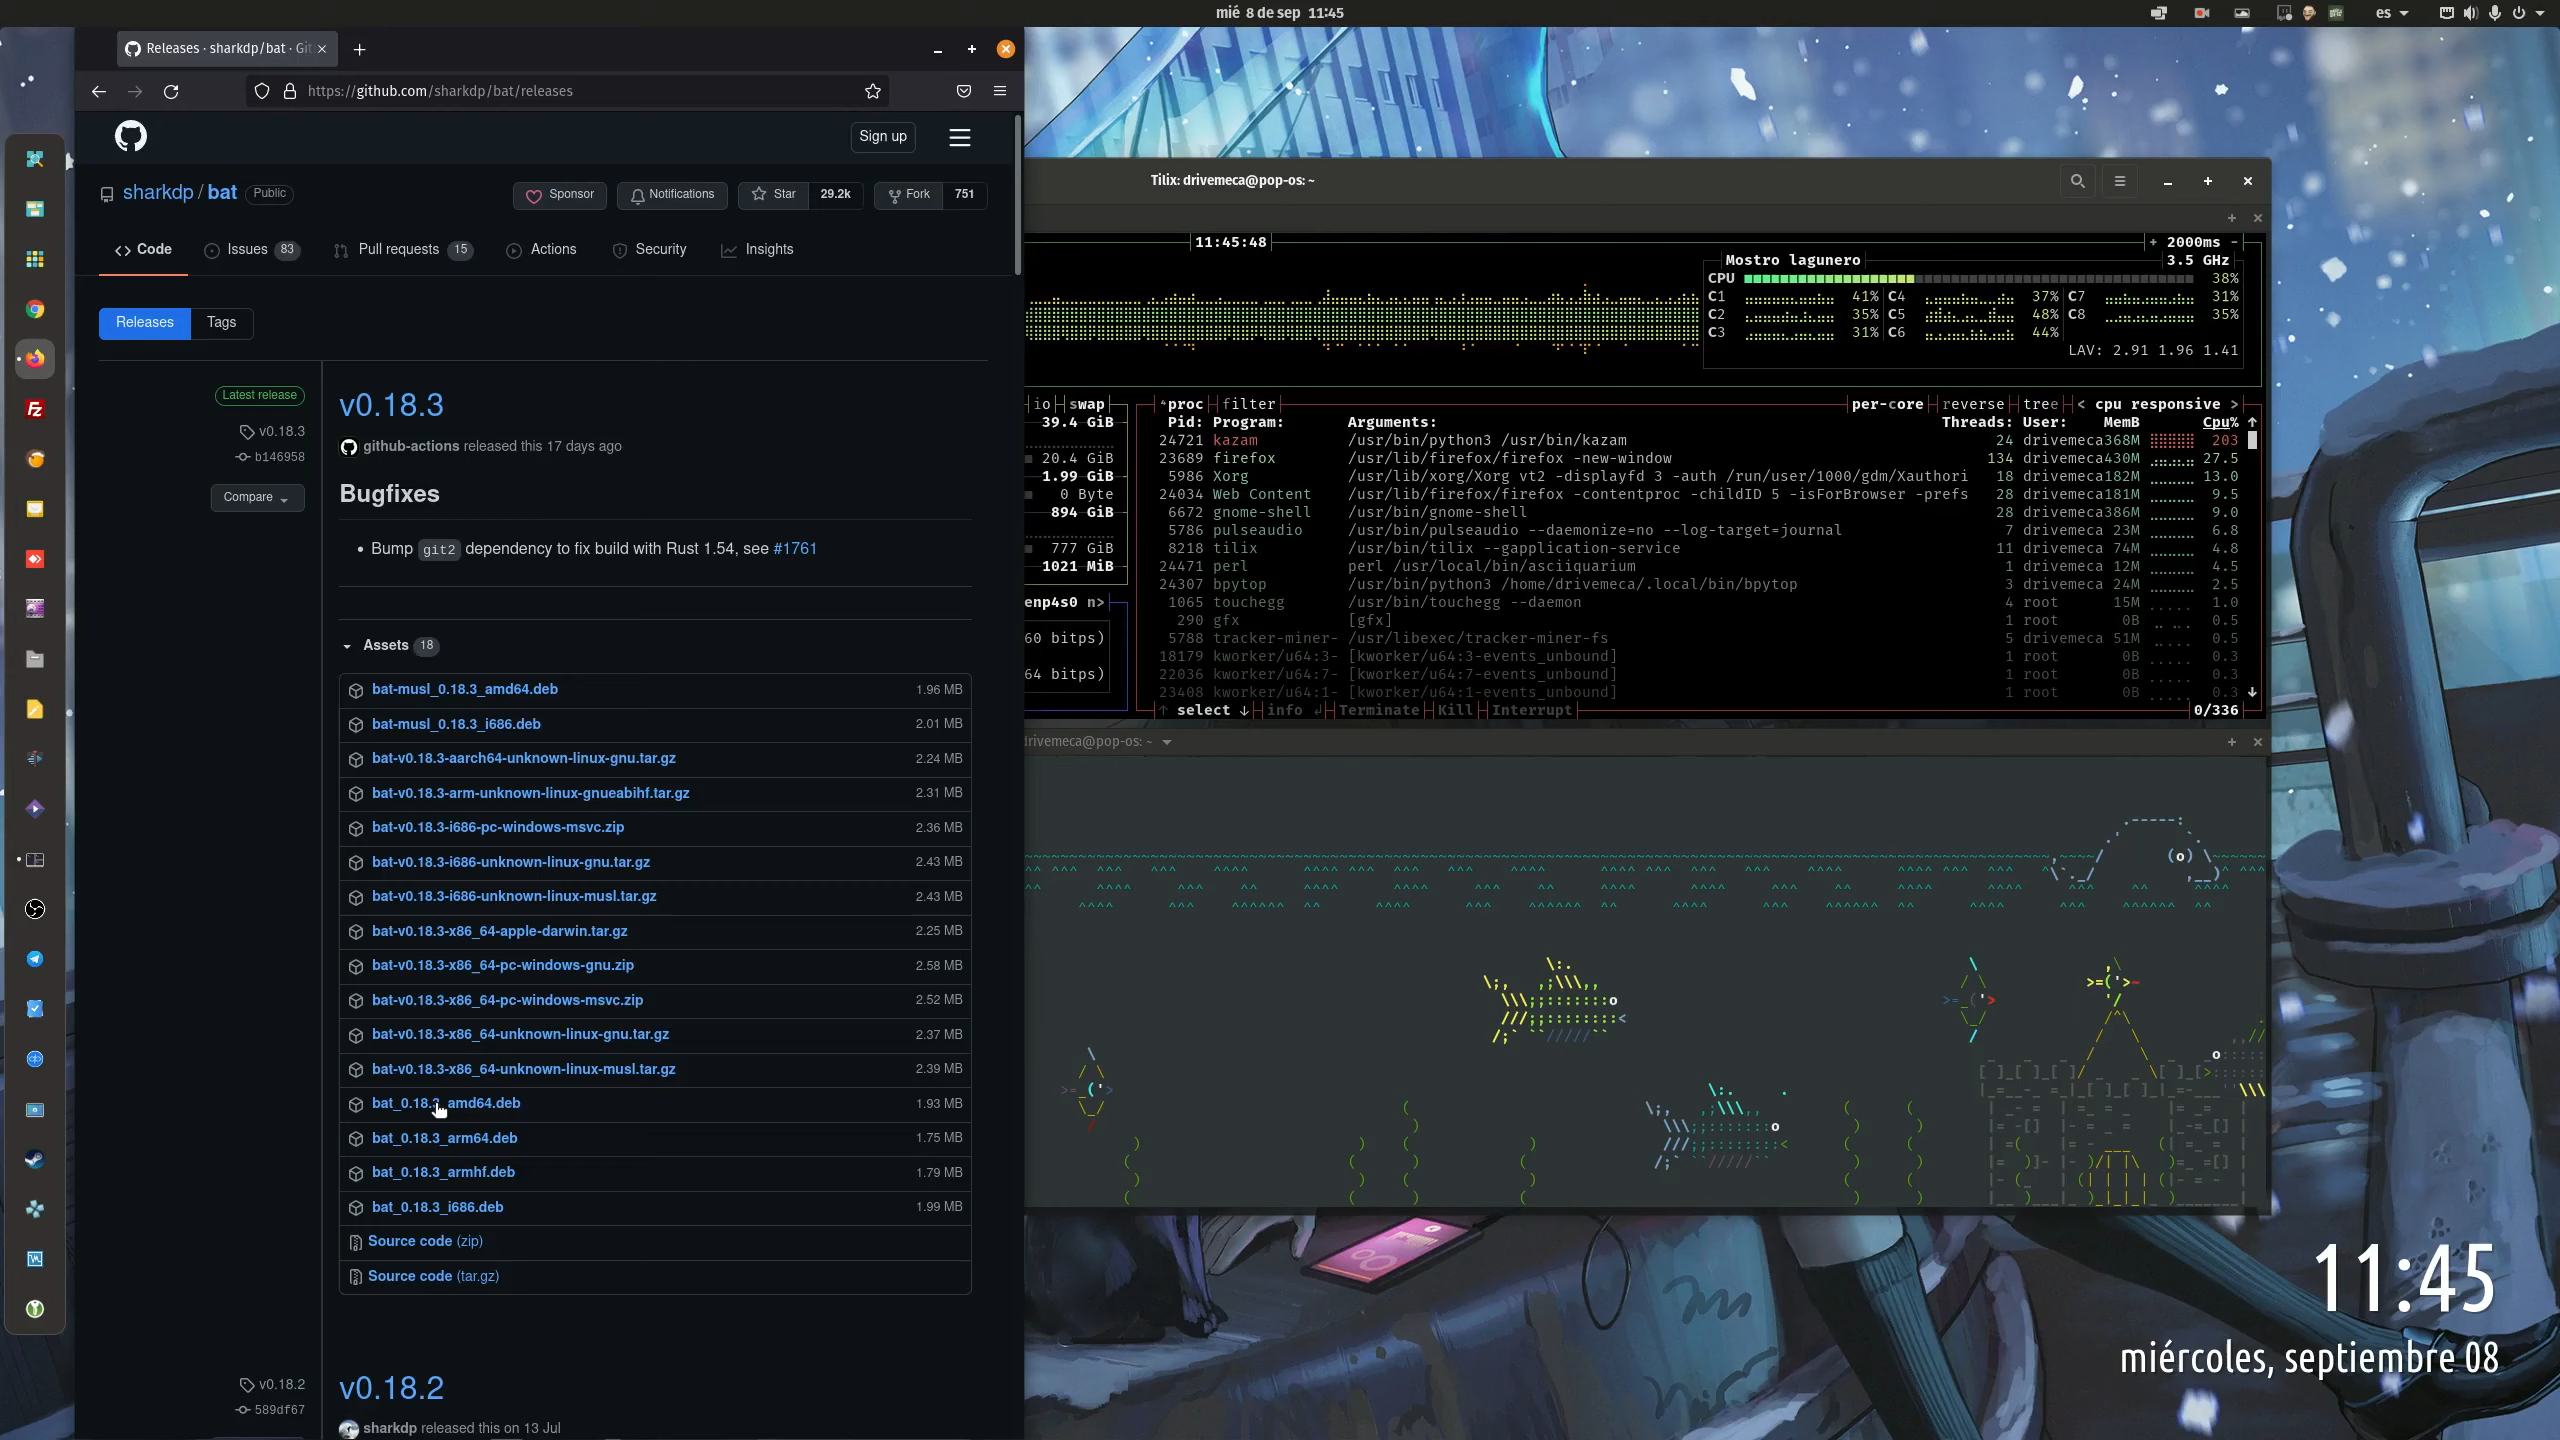 mié 8 de sep 11:45
es
Releases · sharkdp/bat · Git
https://github.com/sharkdp/bat/releases
Sign up
sharkdp / bat Public
Sponsor Notifications Star 29.2k Fork 751
Code Issues 83 Pull requests 15 Actions Security Insights
Releases Tags
Latest release
v0.18.3
b146958
Compare
v0.18.3
github-actions released this 17 days ago
Bugfixes
Bump git2 dependency to fix build with Rust 1.54, see #1761
Assets 18
bat-musl_0.18.3_amd64.deb 1.96 MB
bat-musl_0.18.3_i686.deb 2.01 MB
bat-v0.18.3-aarch64-unknown-linux-gnu.tar.gz 2.24 MB
bat-v0.18.3-arm-unknown-linux-gnueabihf.tar.gz 2.31 MB
bat-v0.18.3-i686-pc-windows-msvc.zip 2.36 MB
bat-v0.18.3-i686-unknown-linux-gnu.tar.gz 2.43 MB
bat-v0.18.3-i686-unknown-linux-musl.tar.gz 2.43 MB
bat-v0.18.3-x86_64-apple-darwin.tar.gz 2.25 MB
bat-v0.18.3-x86_64-pc-windows-gnu.zip 2.58 MB
bat-v0.18.3-x86_64-pc-windows-msvc.zip 2.52 MB
bat-v0.18.3-x86_64-unknown-linux-gnu.tar.gz 2.37 MB
bat-v0.18.3-x86_64-unknown-linux-musl.tar.gz 2.39 MB
bat_0.18.3_amd64.deb 1.93 MB
bat_0.18.3_arm64.deb 1.75 MB
bat_0.18.3_armhf.deb 1.79 MB
bat_0.18.3_i686.deb 1.99 MB
Source code (zip)
Source code (tar.gz)
v0.18.2
589df67
v0.18.2
sharkdp released this on 13 Jul
Tilix: drivemeca@pop-os: ~
11:45:48 + 2000ms -
Mostro lagunero 3.5 GHz
CPU 38%
C1 41% C4 37% C7 31%
C2 35% C5 48% C8 35%
C3 31% C6 44%
LAV: 2.91 1.96 1.41
io swap
39.4 GiB
20.4 GiB
1.99 GiB
0 Byte
894 GiB
777 GiB
1021 MiB
enp4s0 n>
60 bitps)
64 bitps)
⁴proc filter per-core reverse tree < cpu responsive >
Pid: Program: Arguments: Threads: User: MemB Cpu% ↑
24721 kazam /usr/bin/python3 /usr/bin/kazam 24 drivemeca368M 203
23689 firefox /usr/lib/firefox/firefox -new-window 134 drivemeca430M 27.5
5986 Xorg /usr/lib/xorg/Xorg vt2 -displayfd 3 -auth /run/user/1000/gdm/Xauthori 18 drivemeca182M 13.0
24034 Web Content /usr/lib/firefox/firefox -contentproc -childID 5 -isForBrowser -prefs 28 drivemeca181M 9.5
6672 gnome-shell /usr/bin/gnome-shell 28 drivemeca386M 9.0
5786 pulseaudio /usr/bin/pulseaudio --daemonize=no --log-target=journal 7 drivemeca 23M 6.8
8218 tilix /usr/bin/tilix --gapplication-service 11 drivemeca 74M 4.8
24471 perl perl /usr/local/bin/asciiquarium 1 drivemeca 12M 4.5
24307 bpytop /usr/bin/python3 /home/drivemeca/.local/bin/bpytop 3 drivemeca 24M 2.5
1065 touchegg /usr/bin/touchegg --daemon 4 root 15M 1.0
290 gfx [gfx] 1 root 0B 0.5
5788 tracker-miner- /usr/libexec/tracker-miner-fs 5 drivemeca 51M 0.5
18179 kworker/u64:3- [kworker/u64:3-events_unbound] 1 root 0B 0.3
22036 kworker/u64:7- [kworker/u64:7-events_unbound] 1 root 0B 0.3
23408 kworker/u64:1- [kworker/u64:1-events_unbound] 1 root 0B 0.3 ↓
↑ select ↓ info ↲ Terminate Kill Interrupt 0/336
drivemeca@pop-os: ~
11:45
miércoles, septiembre 08